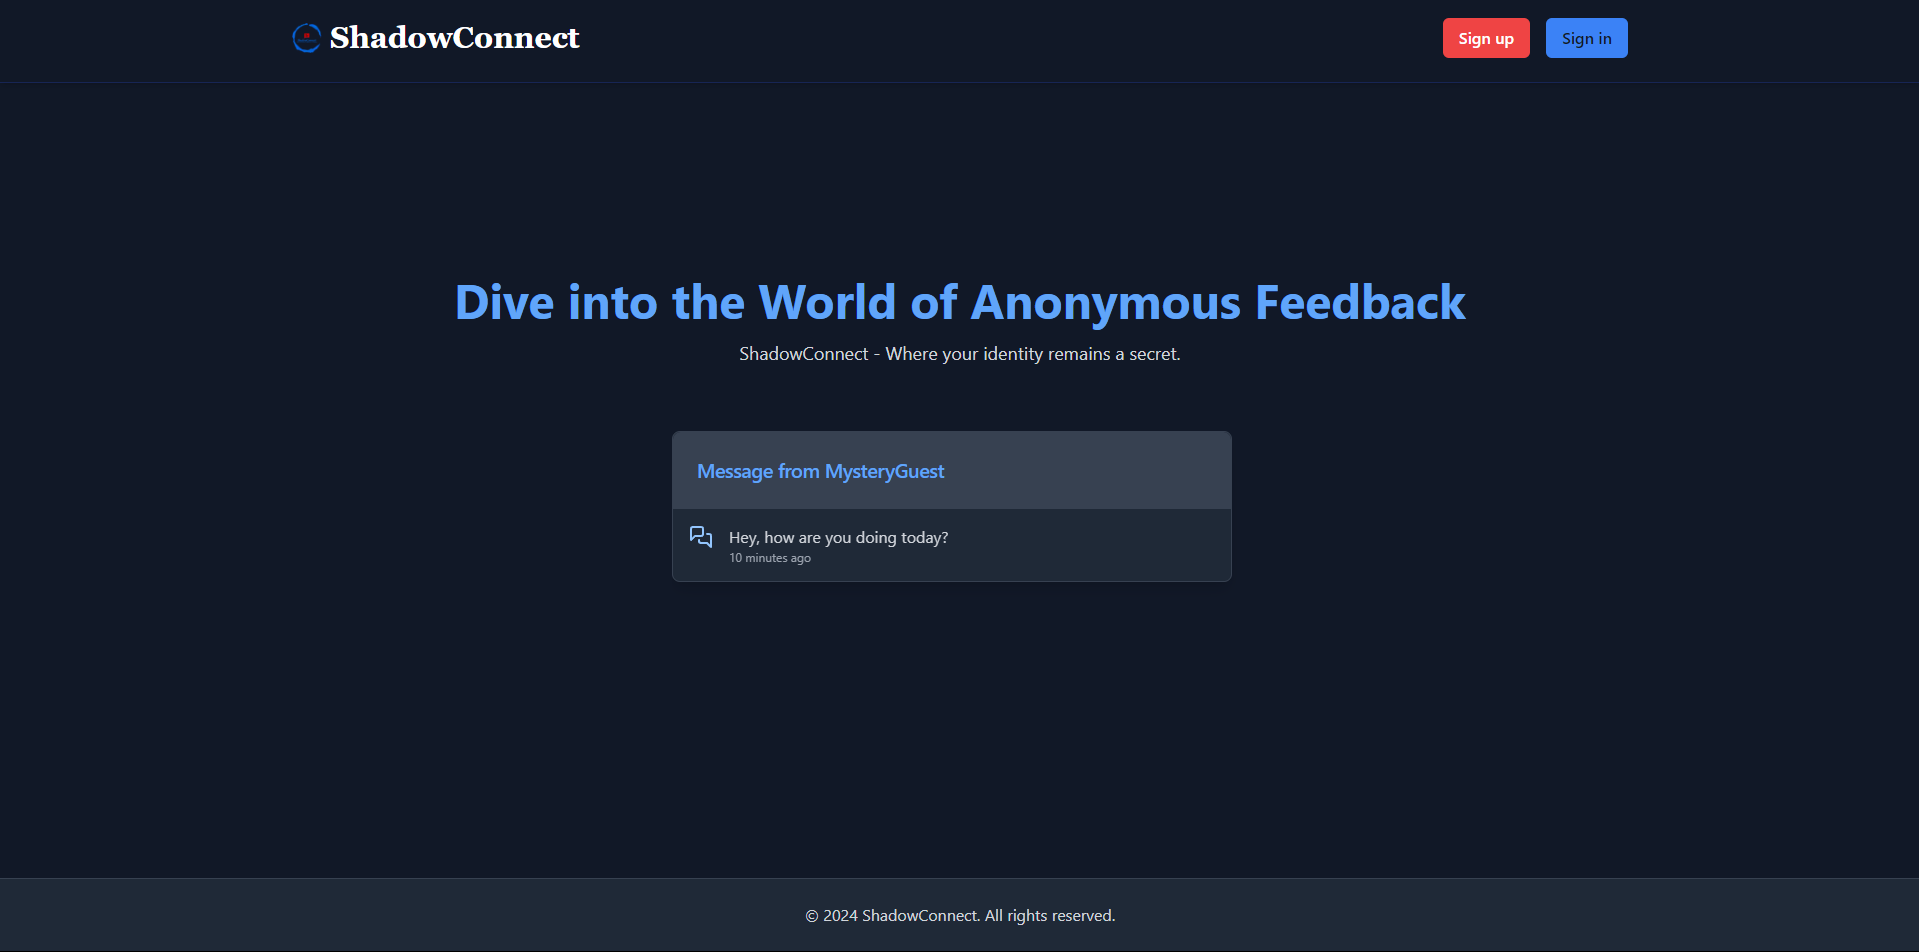 ShadowConnect
Sign up
Sign in
Dive into the World of Anonymous Feedback
ShadowConnect - Where your identity remains a secret.
Message from MysteryGuest
Hey, how are you doing today?
10 minutes ago
© 2024 ShadowConnect. All rights reserved.